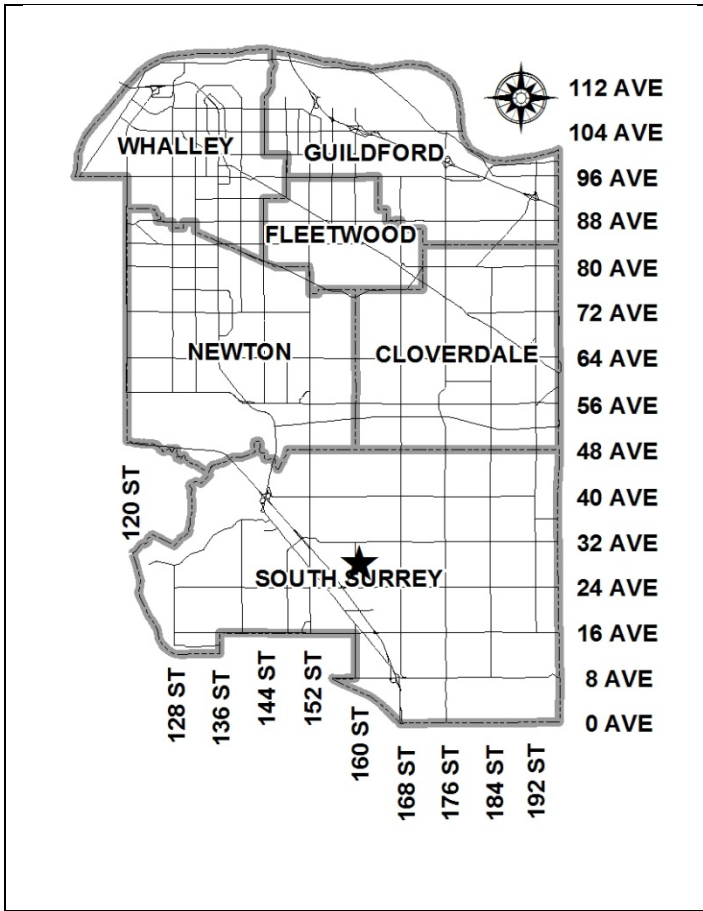 112 AVE
104 AVE
WHALLEY
GUILDFORD
96 AVE
88 AVE
FLEETWOOD
80 AVE
72 AVE
NEWTON
CLOVERDALE
64 AVE
56 AVE
48 AVE
120 ST
40 AVE
32 AVE
SOUTH SURREY
24 AVE
16 AVE
8 AVE
0 AVE
128 ST
136 ST
144 ST
152 ST
160 ST
168 ST
176 ST
184 ST
192 ST